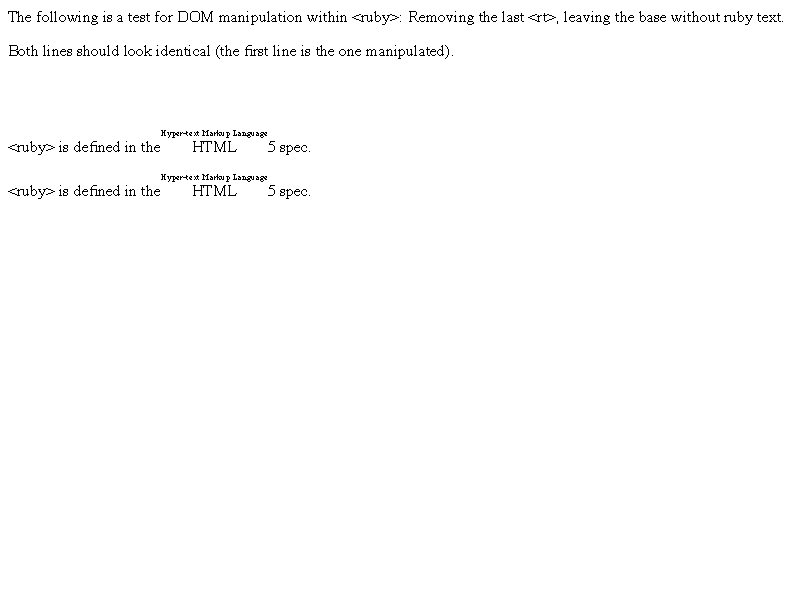 The following is a test for DOM manipulation within <ruby>: Removing the last <rt>, leaving the base without ruby text.
Both lines should look identical (the first line is the one manipulated).
Hyper-text Markup Language
<ruby> is defined in the HTML 5 spec.
Hyper-text Markup Language
<ruby> is defined in the HTML 5 spec.